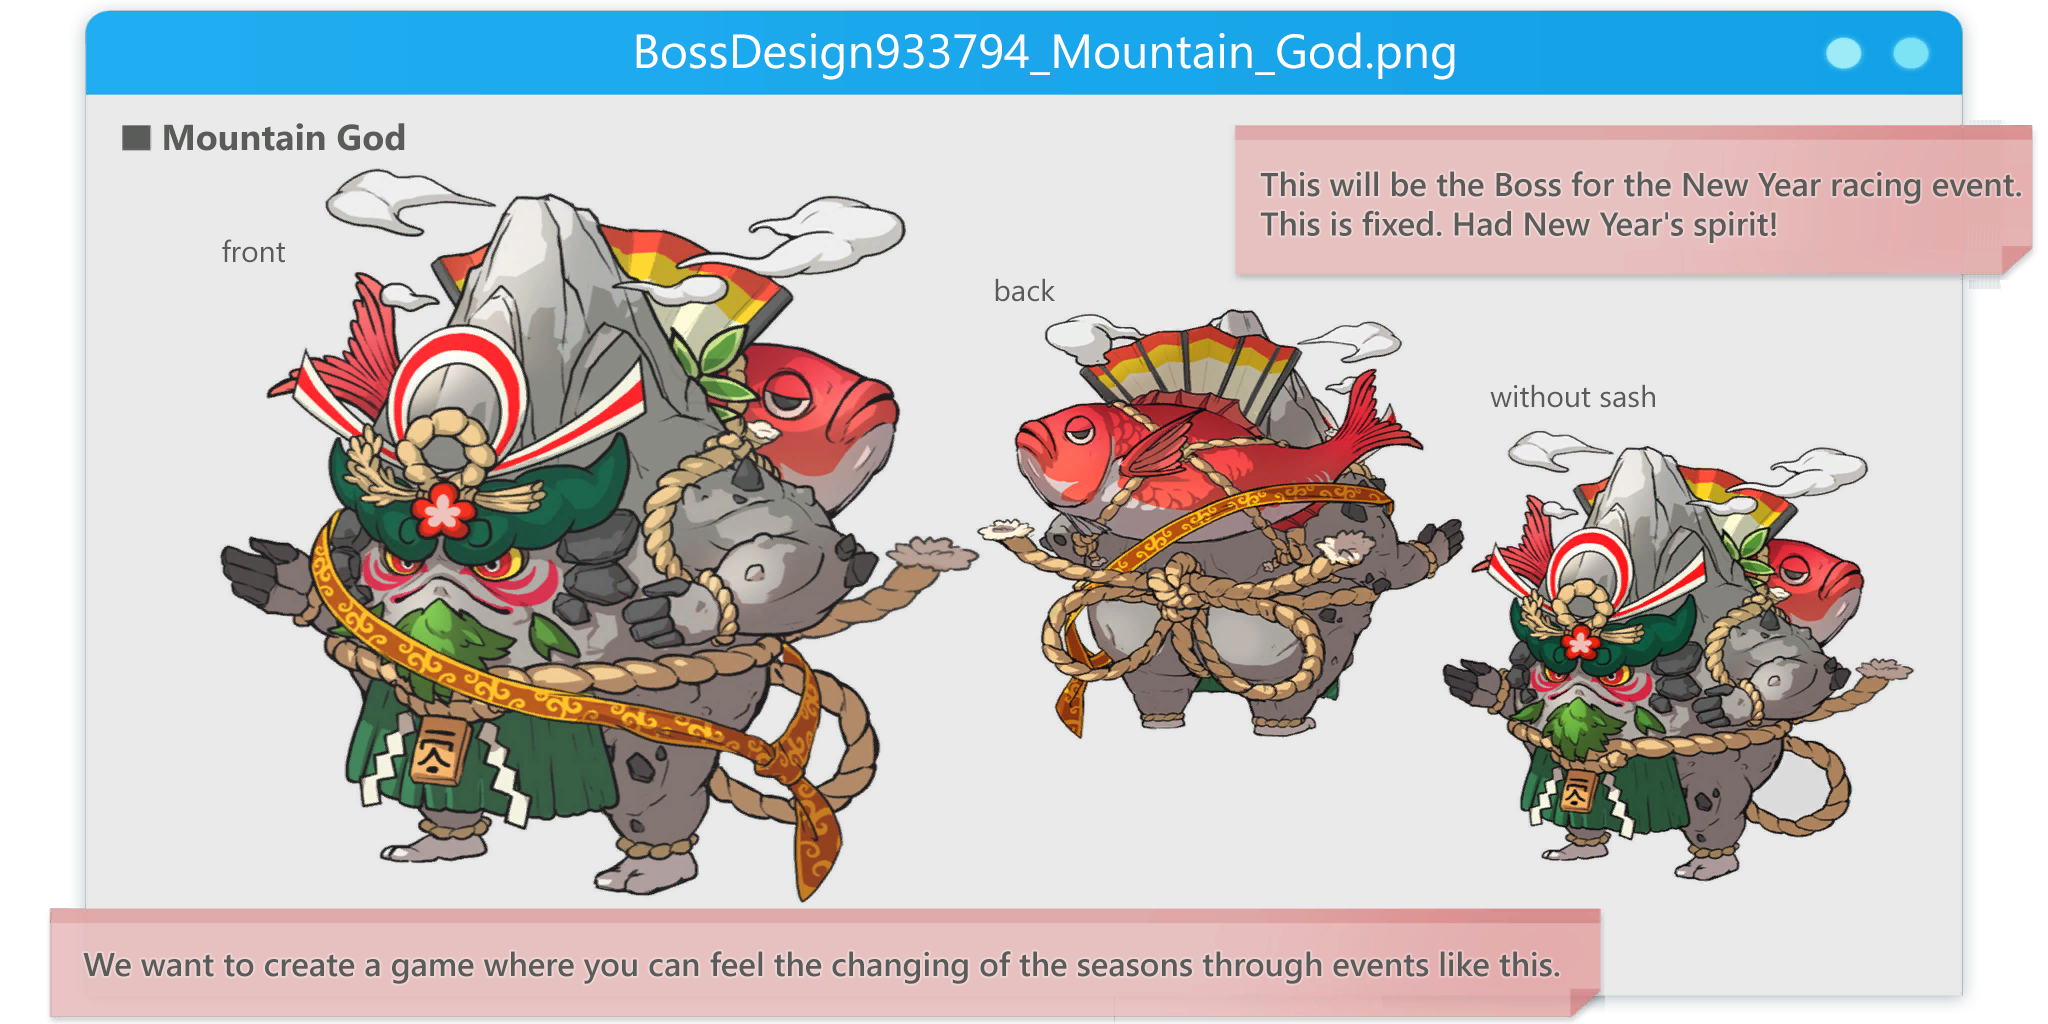 BossDesign933794_Mountain_God.png
■ Mountain God
This will be the Boss for the New Year racing event.
This is fixed. Had New Year's spirit!
front
back
without sash
We want to create a game where you can feel the changing of the seasons through events like this.